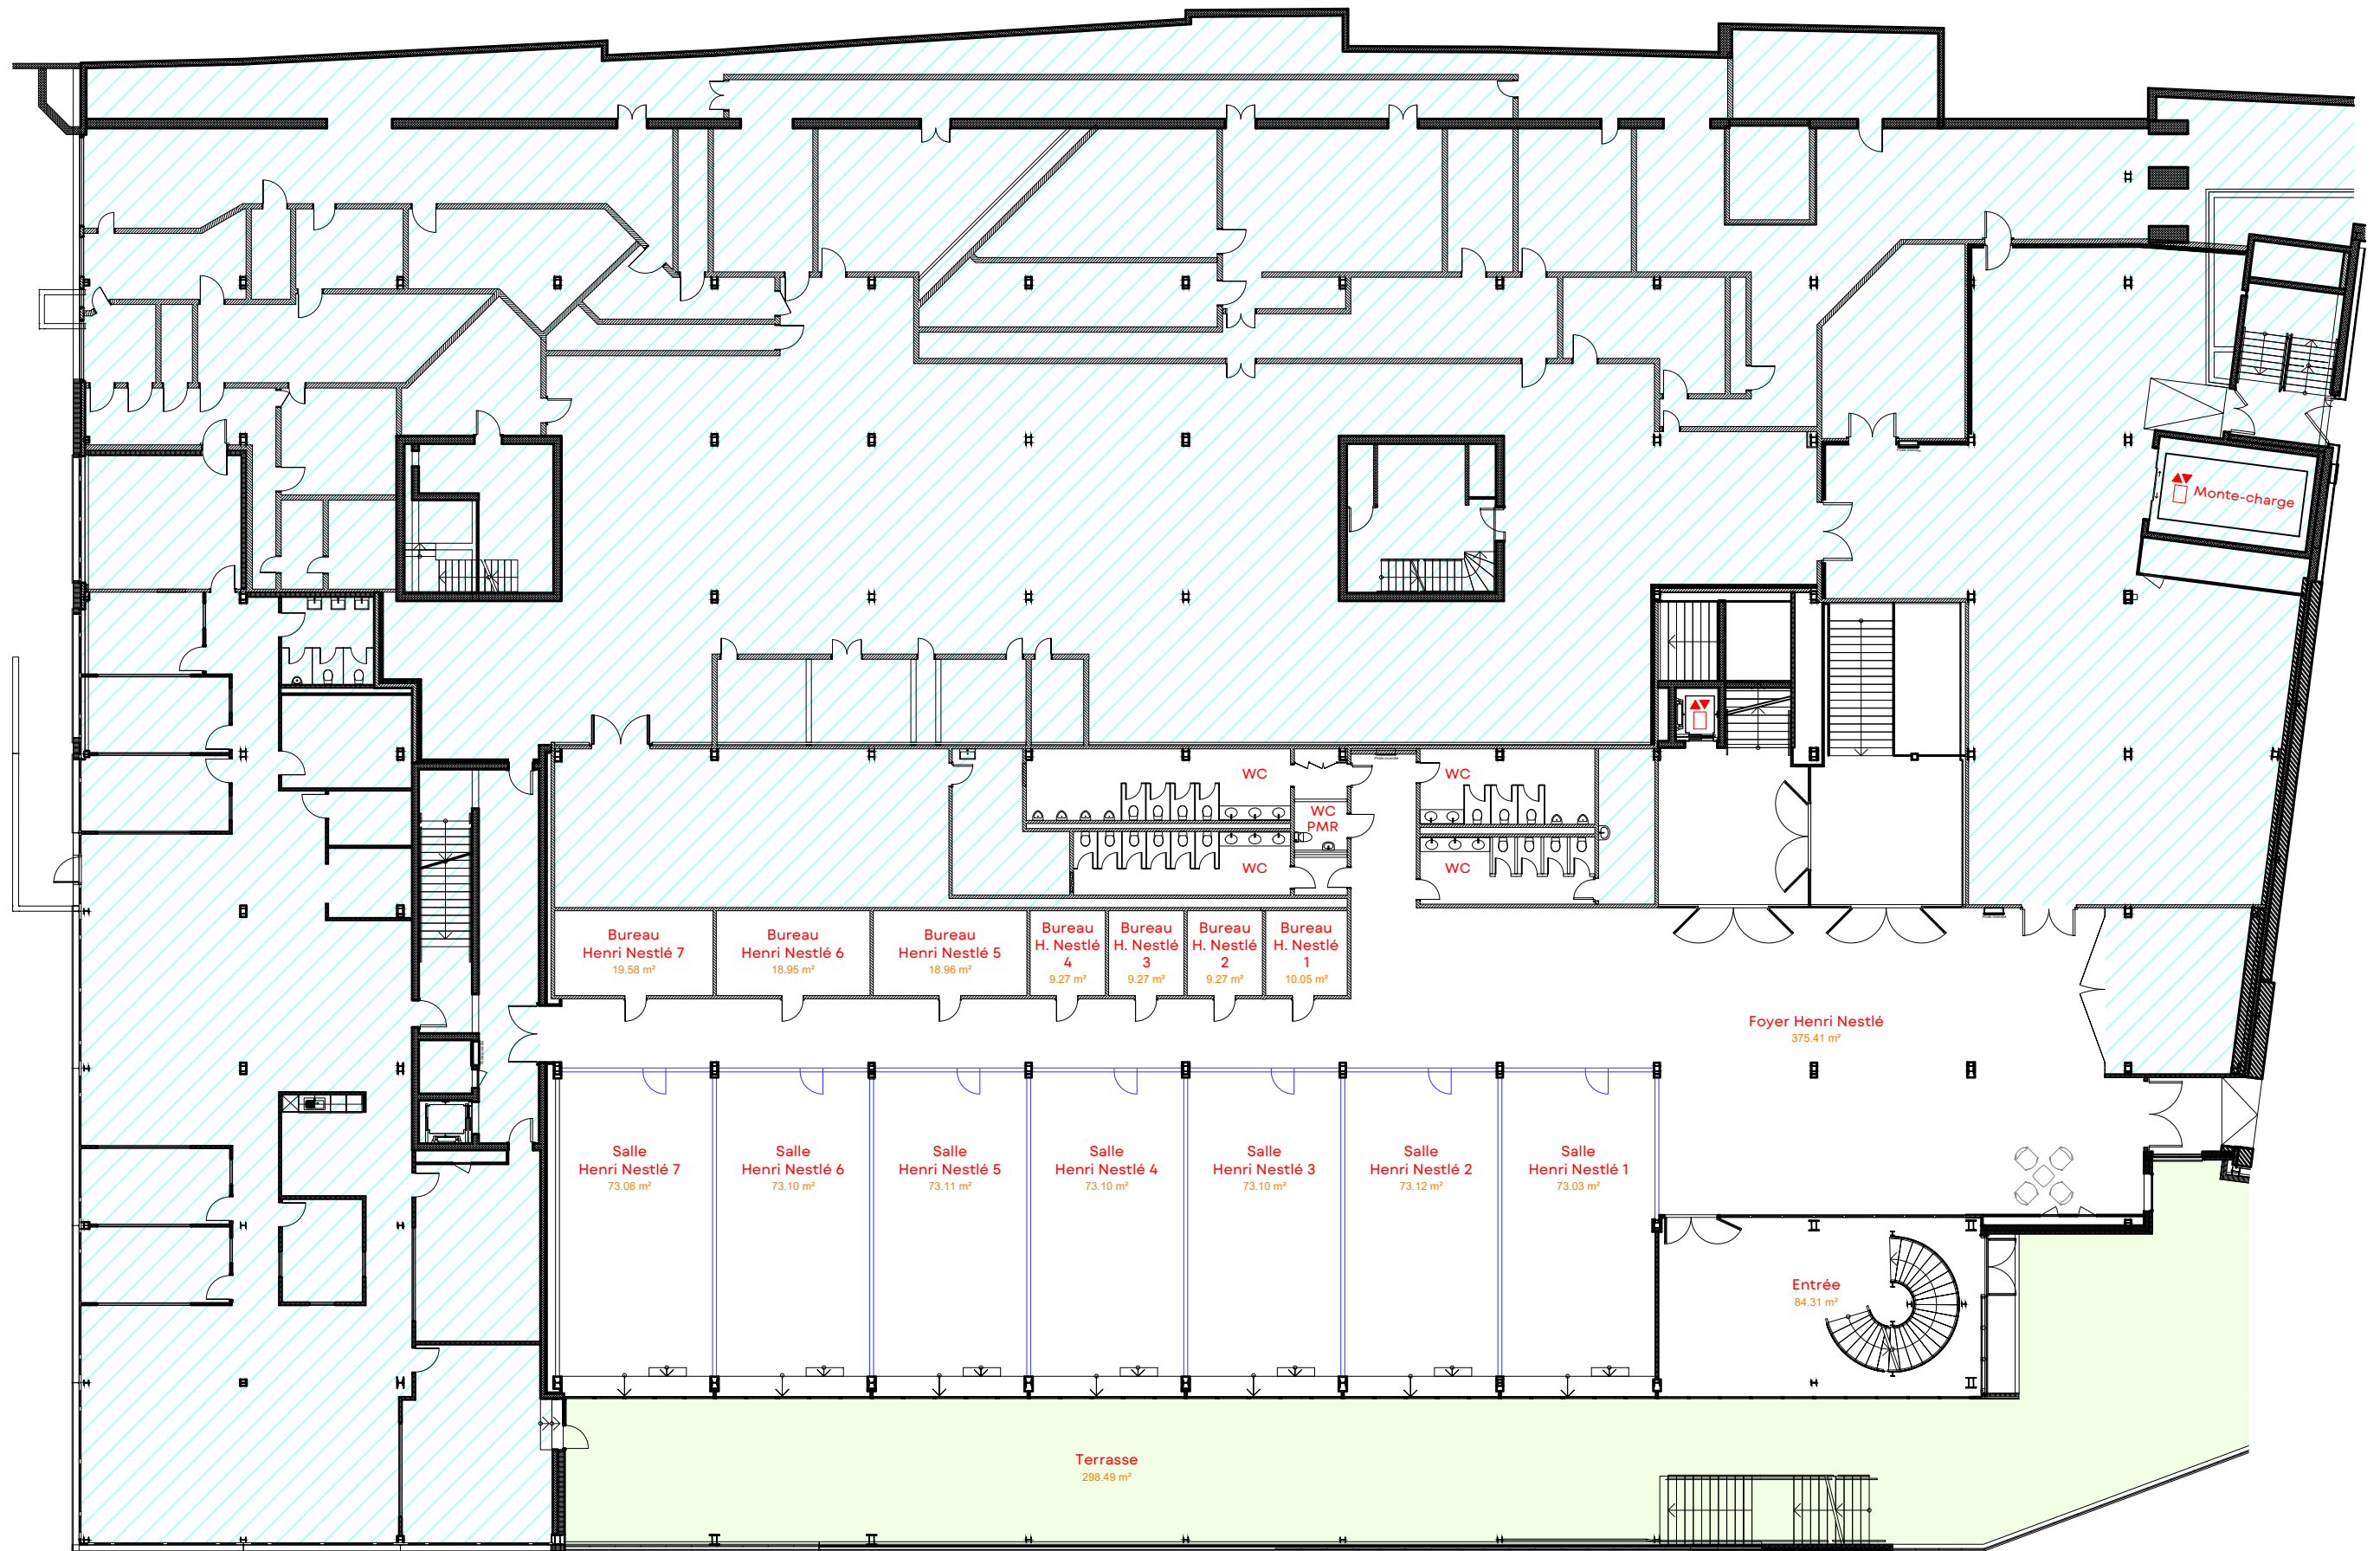 Monte-charge
WC
WC
WC
PMR
WC
WC
Bureau
Henri Nestlé 7
19.58 m²
Bureau
Henri Nestlé 6
18.95 m²
Bureau
Henri Nestlé 5
18.96 m²
Bureau
H. Nestlé
4
9.27 m²
Bureau
H. Nestlé
3
9.27 m²
Bureau
H. Nestlé
2
9.27 m²
Bureau
H. Nestlé
1
10.05 m²
Foyer Henri Nestlé
375.41 m²
Salle
Henri Nestlé 7
73.06 m²
Salle
Henri Nestlé 6
73.10 m²
Salle
Henri Nestlé 5
73.11 m²
Salle
Henri Nestlé 4
73.10 m²
Salle
Henri Nestlé 3
73.10 m²
Salle
Henri Nestlé 2
73.12 m²
Salle
Henri Nestlé 1
73.03 m²
Entrée
84.31 m²
Terrasse
298.49 m²